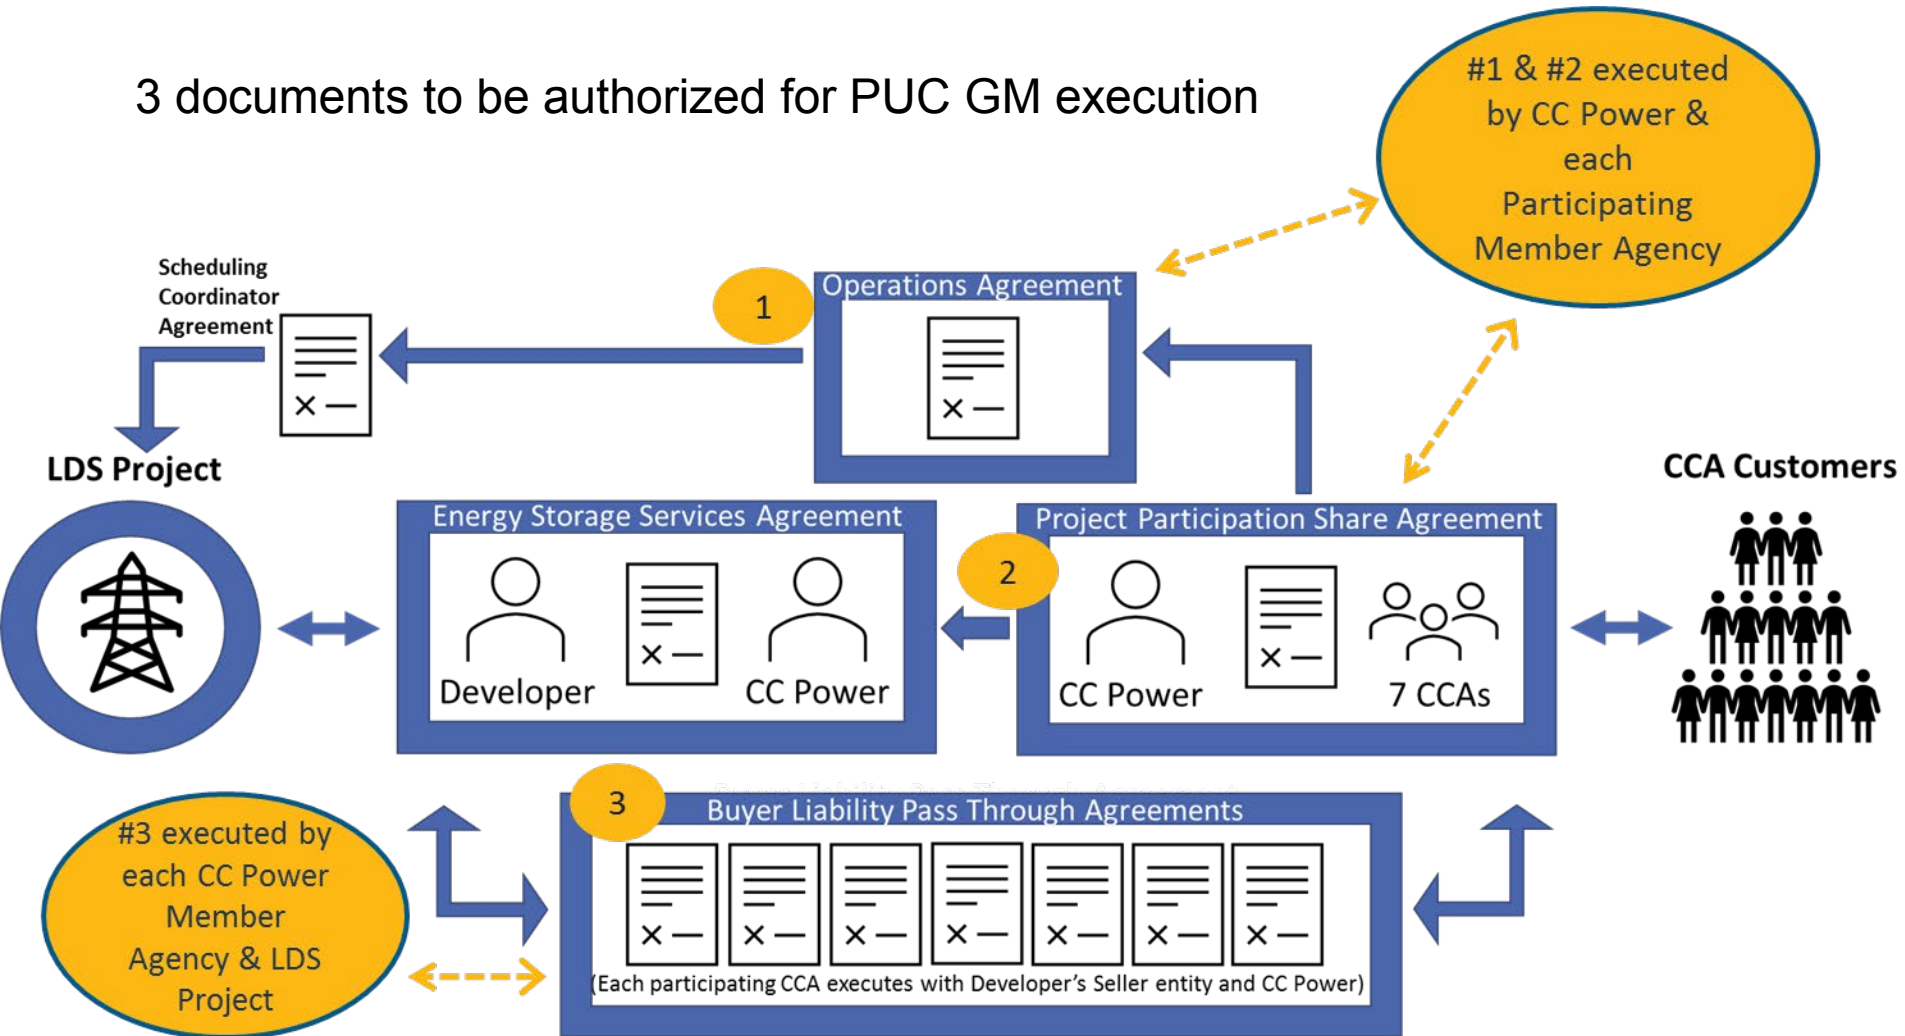 3 documents to be authorized for PUC GM execution
#1 & #2 executed
by CC Power &
each
Participating
Member Agency
Scheduling
Coordinator
Agreement
1
Operations Agreement
LDS Project
CCA Customers
Energy Storage Services Agreement
Developer
CC Power
2
Project Participation Share Agreement
CC Power
7 CCAs
3
Buyer Liability Pass Through Agreements
(Each participating CCA executes with Developer's Seller entity and CC Power)
#3 executed by
each CC Power
Member
Agency & LDS
Project